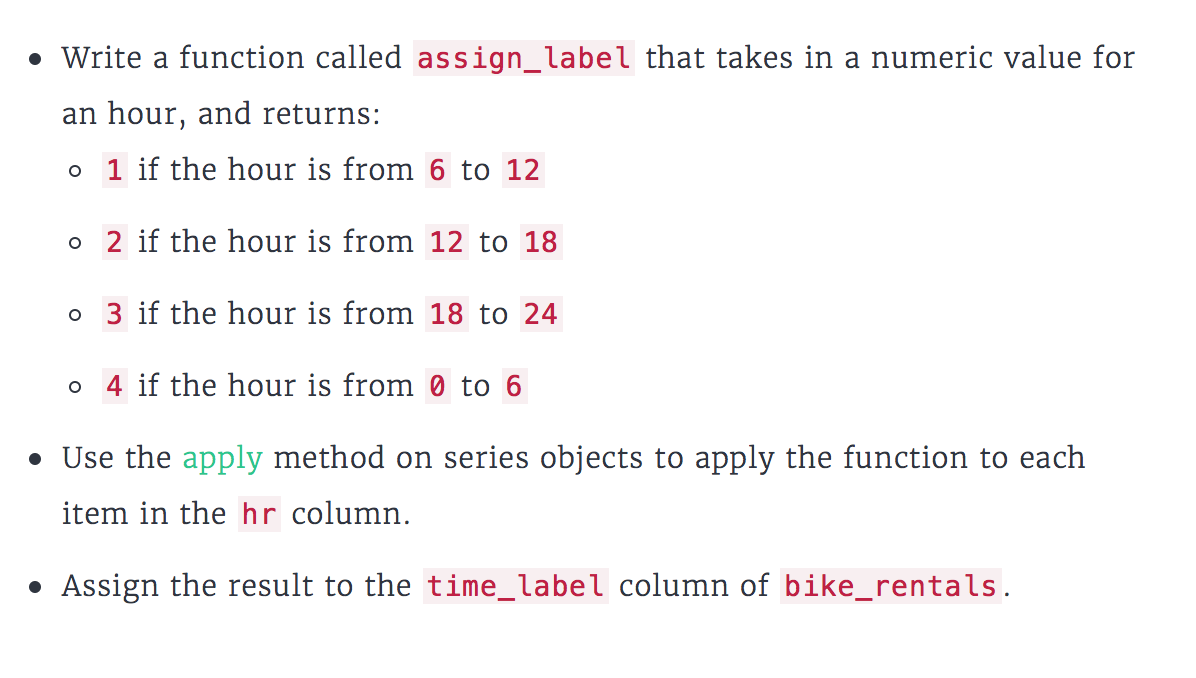 Write a function called assign_label that takes in a numeric value for
an hour, and returns:
1 if the hour is from 6 to 12
2 if the hour is from 12 to 18
3 if the hour is from 18 to 24
4 if the hour is from 0 to 6
Use the apply method on series objects to apply the function to each
item in the hr column.
Assign the result to the time_label column of bike_rentals.